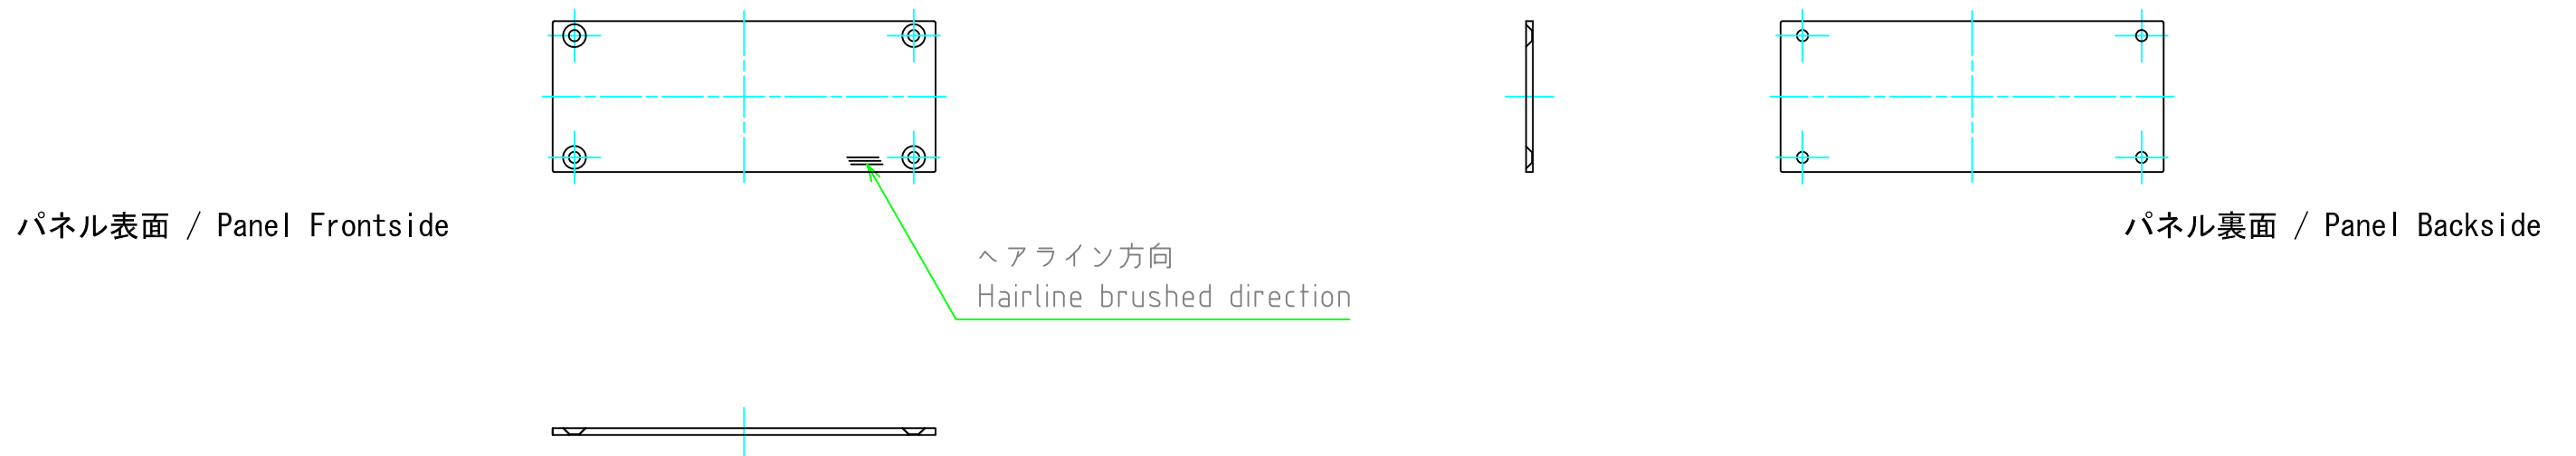 パネル表面 / Panel Frontside
パネル裏面 / Panel Backside
ヘアライン方向
Hairline brushed direction